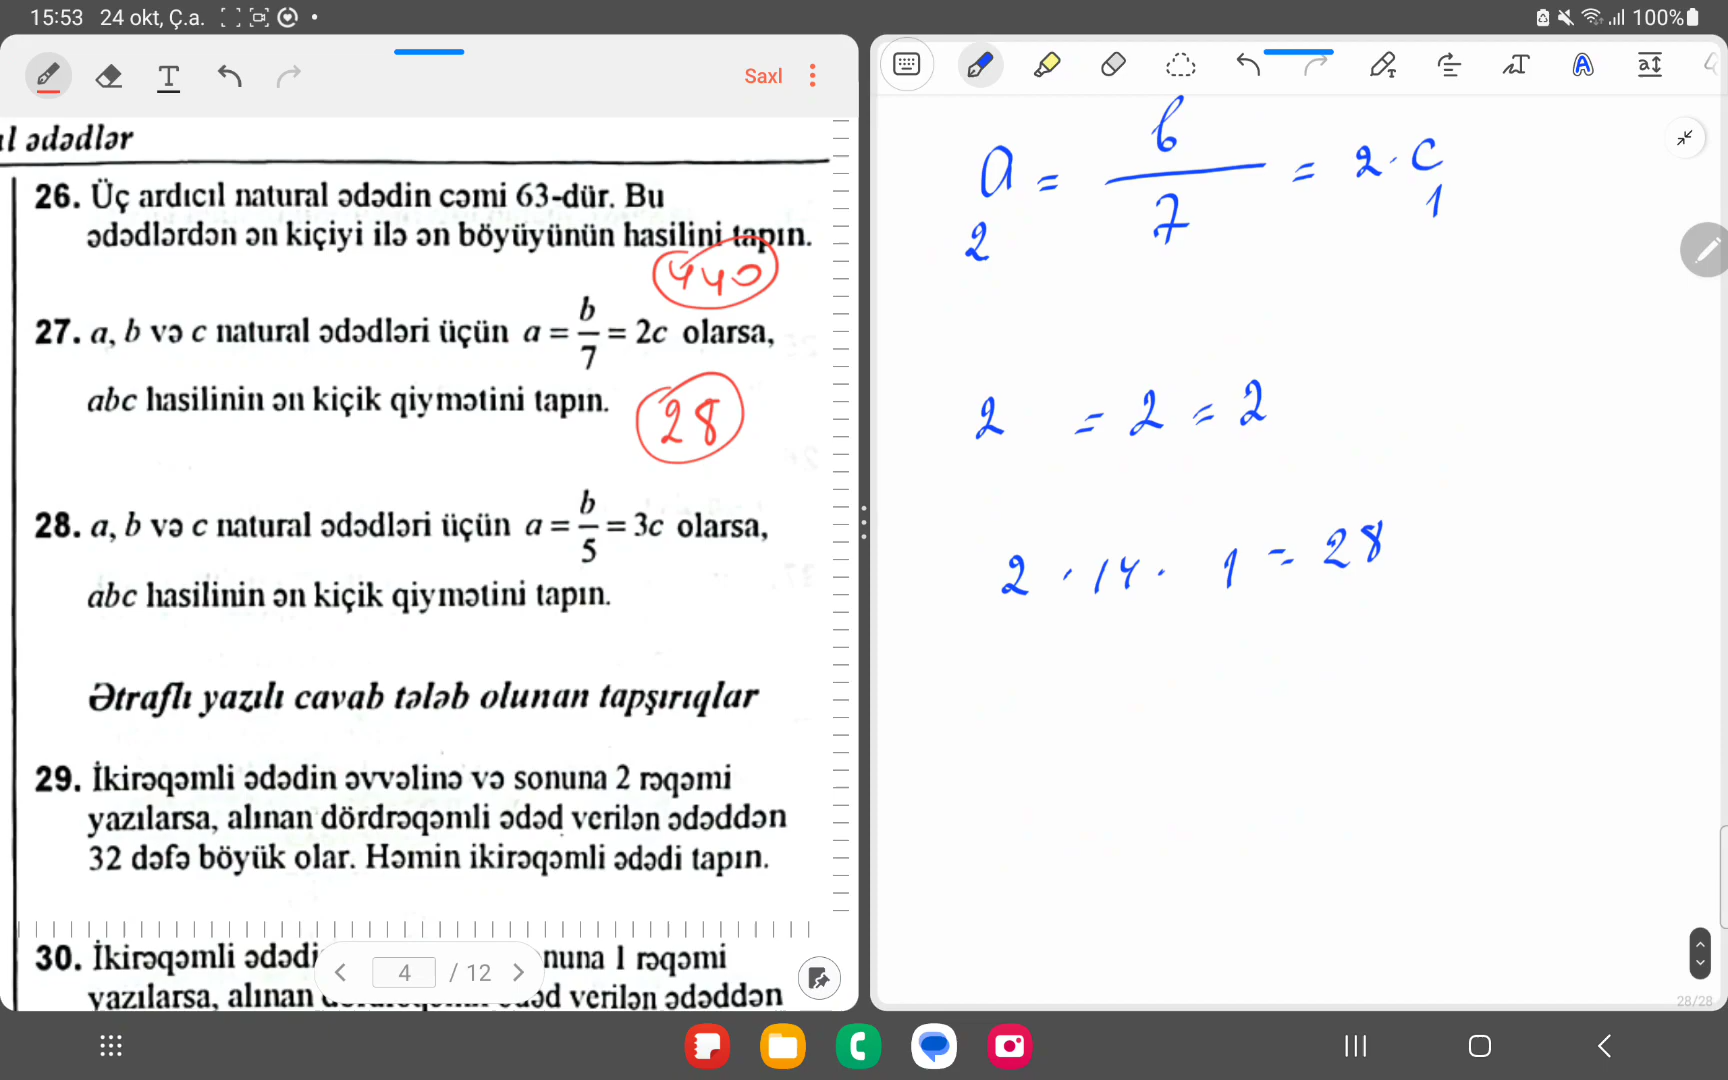 15:53 24 okt, Ç.a.
100%
Saxl
l ədədlər
26. Üç ardıcıl natural ədədin cəmi 63-dür. Bu
ədədlərdən ən kiçiyi ilə ən böyüyünün hasilini tapın.
440
27. a, b və c natural ədədləri üçün a = b/7 = 2c olarsa,
abc hasilinin ən kiçik qiymətini tapın.
28
28. a, b və c natural ədədləri üçün a = b/5 = 3c olarsa,
abc hasilinin ən kiçik qiymətini tapın.
Ətraflı yazılı cavab tələb olunan tapşırıqlar
29. İkirəqəmli ədədin əvvəlinə və sonuna 2 rəqəmi
yazılarsa, alınan dördrəqəmli ədəd verilən ədəddən
32 dəfə böyük olar. Həmin ikirəqəmli ədədi tapın.
30. İkirəqəmli ədədi nuna 1 rəqəmi
yazılarsa, alınan əd verilən ədəddən
4 / 12
a = b/7 = 2 · c
2 1
2 = 2 = 2
2 · 14 · 1 = 28
28/28